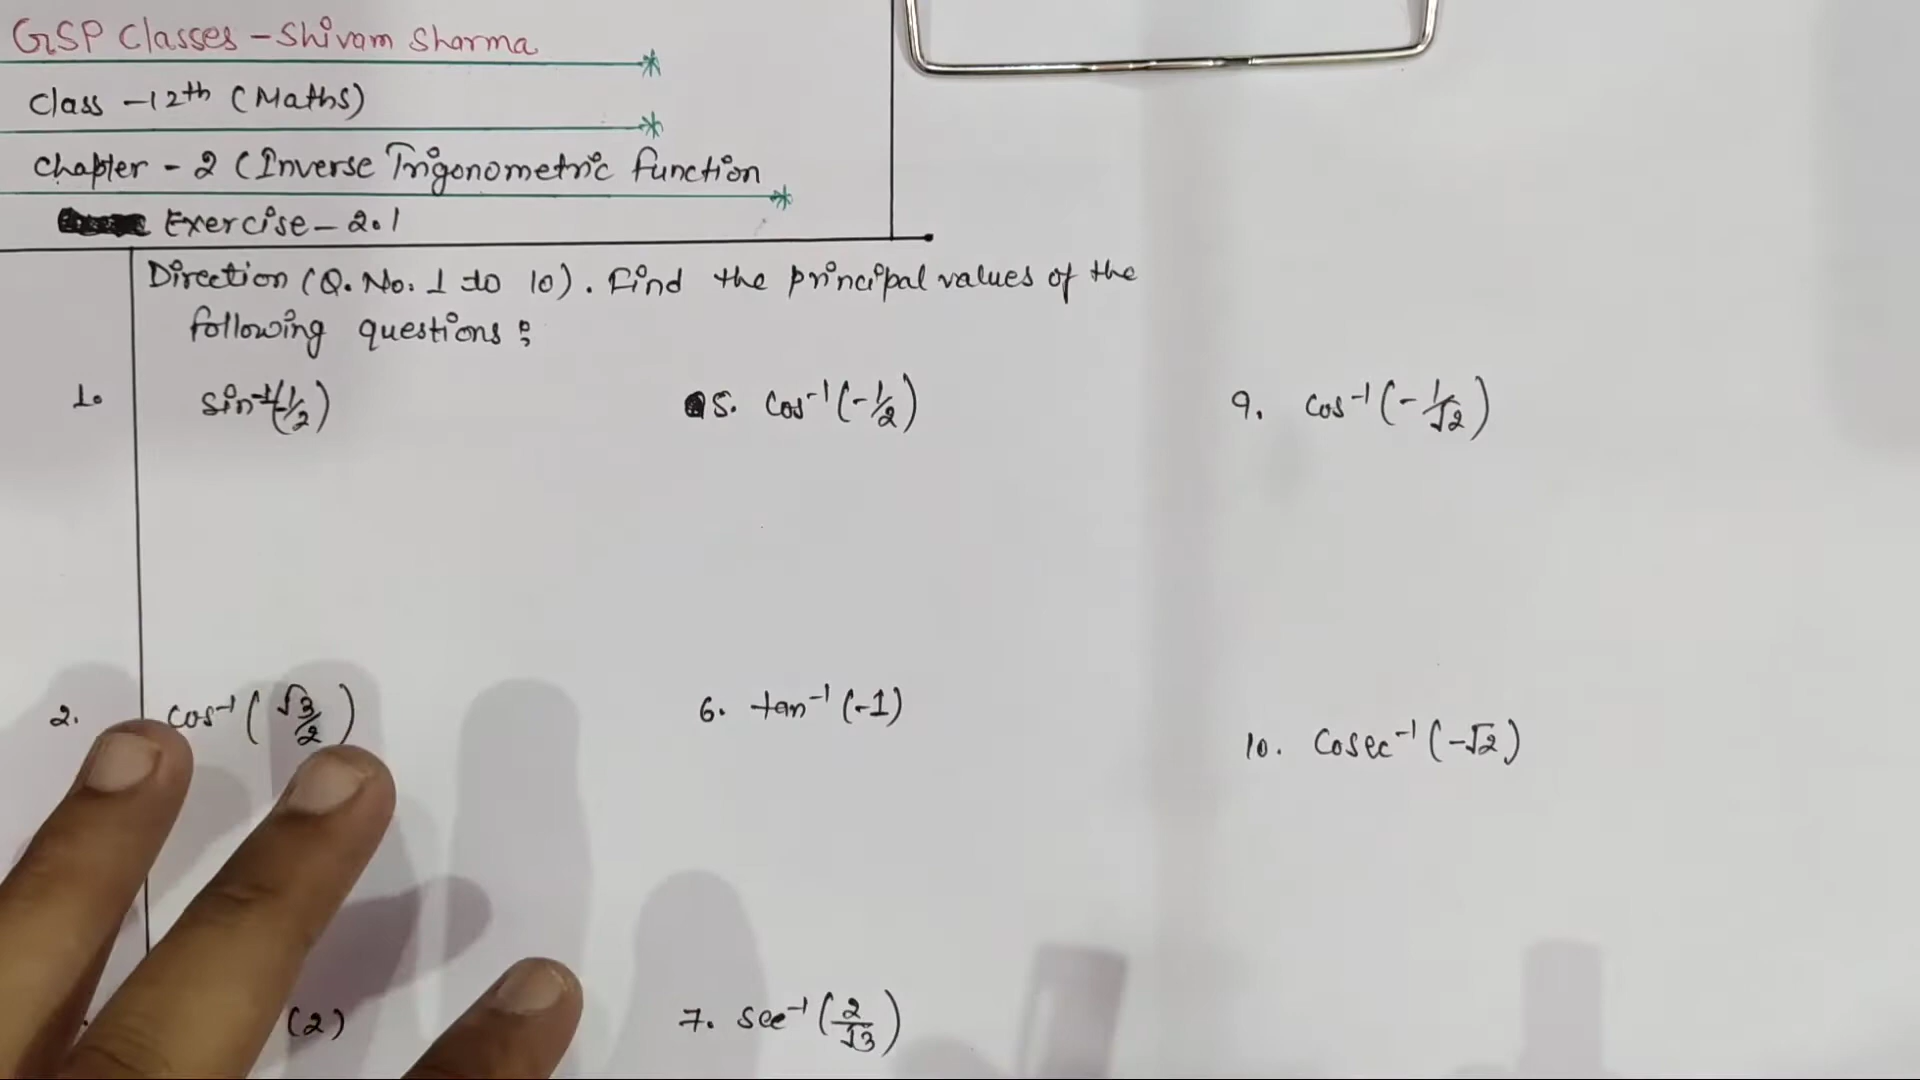 GSP Classes - Shivam Sharma
Class - 12th (Maths)
Chapter - 2 (Inverse Trigonometric function
Exercise - 2.1
Direction (Q. No. 1 to 10). Find the principal values of the
following questions:
1. sin⁻¹(-1/2)
5. cos⁻¹(-1/2)
9. cos⁻¹(-1/√2)
2. cos⁻¹(√3/2)
6. tan⁻¹(-1)
10. Cosec⁻¹(-√2)
(2)
7. sec⁻¹(2/√3)